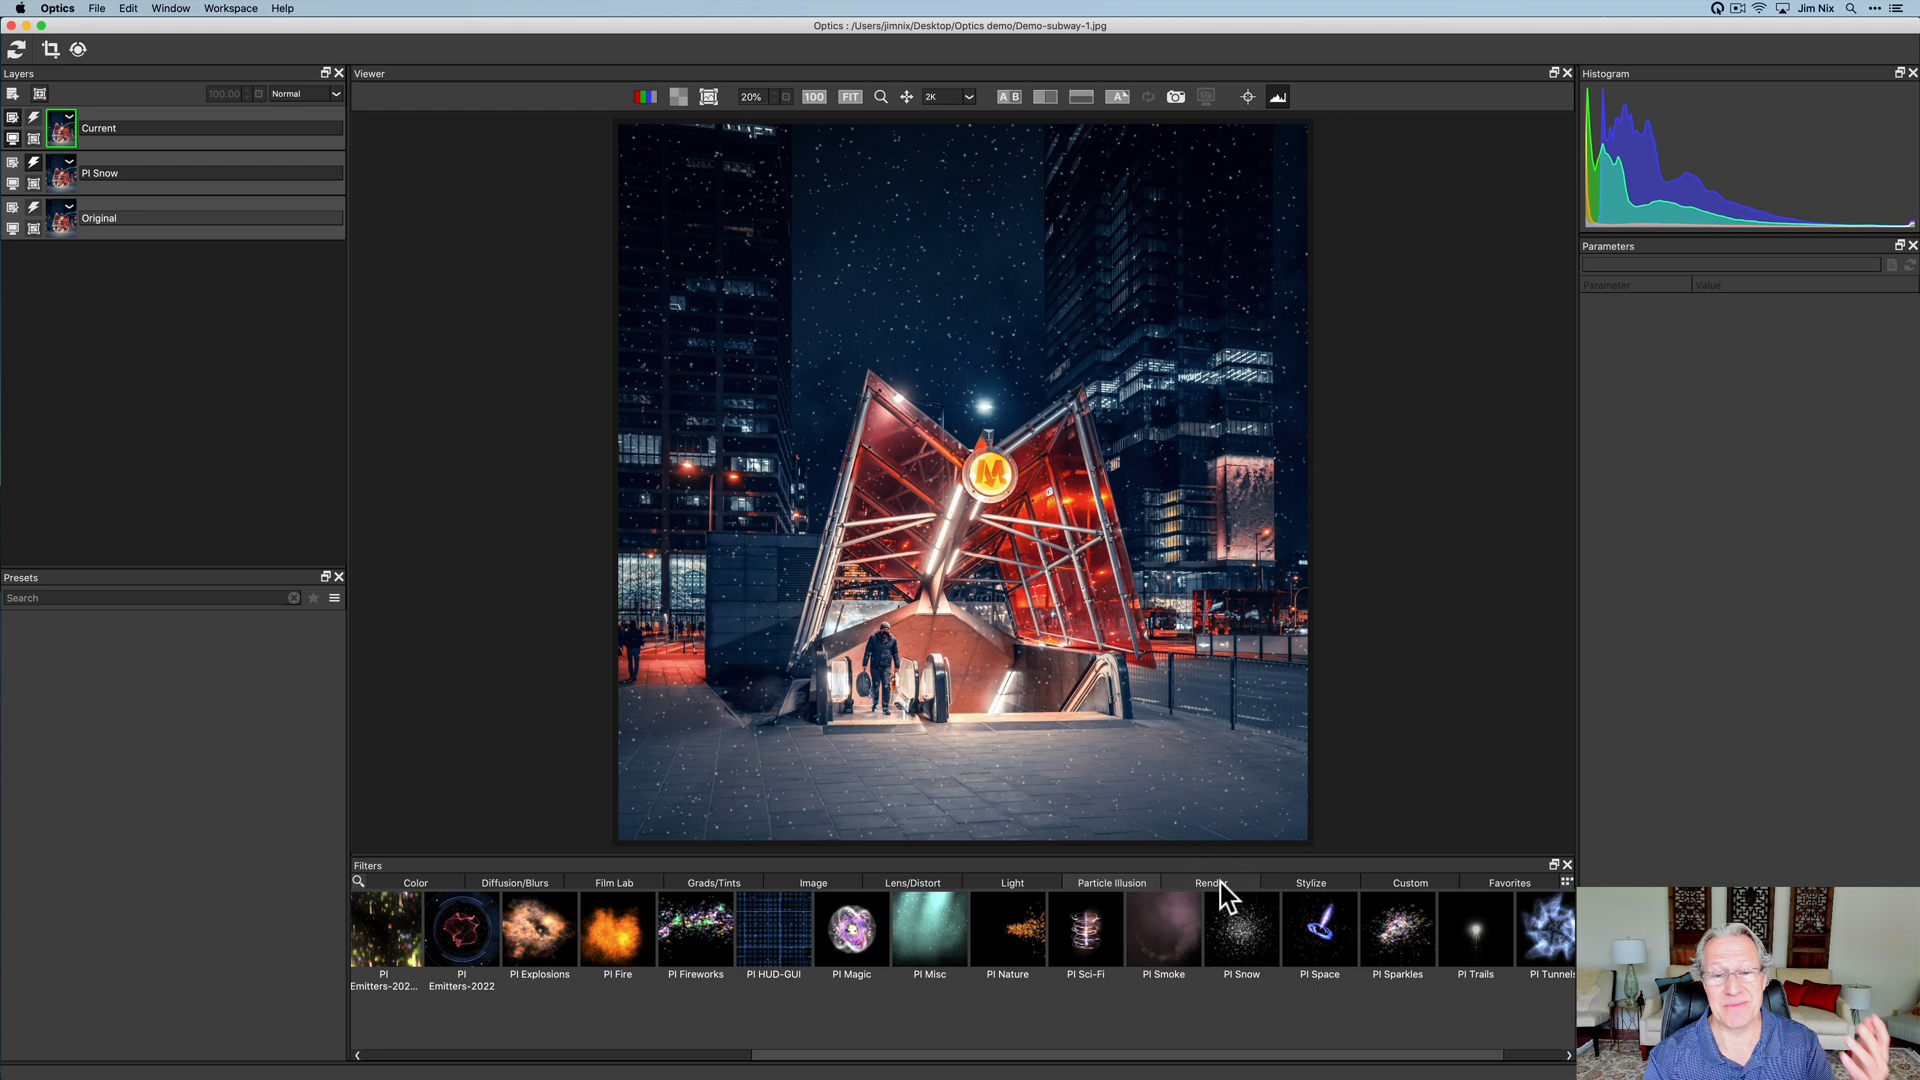 Optics File Edit Window Workspace Help Jim Nix
Optics : /Users/jimnix/Desktop/Optics demo/Demo-subway-1.jpg
Layers Viewer Histogram
100.00 Normal 20% 100 FIT 2K A B A
Current
PI Snow
Original
M
Parameters
Parameter Value
Presets
Search
Filters
Color Diffusion/Blurs Film Lab Grads/Tints Image Lens/Distort Light Particle Illusion Render Stylize Custom Favorites
PI Emitters-202... PI Emitters-2022 PI Explosions PI Fire PI Fireworks PI HUD-GUI PI Magic PI Misc PI Nature PI Sci-Fi PI Smoke PI Snow PI Space PI Sparkles PI Trails PI Tunnels